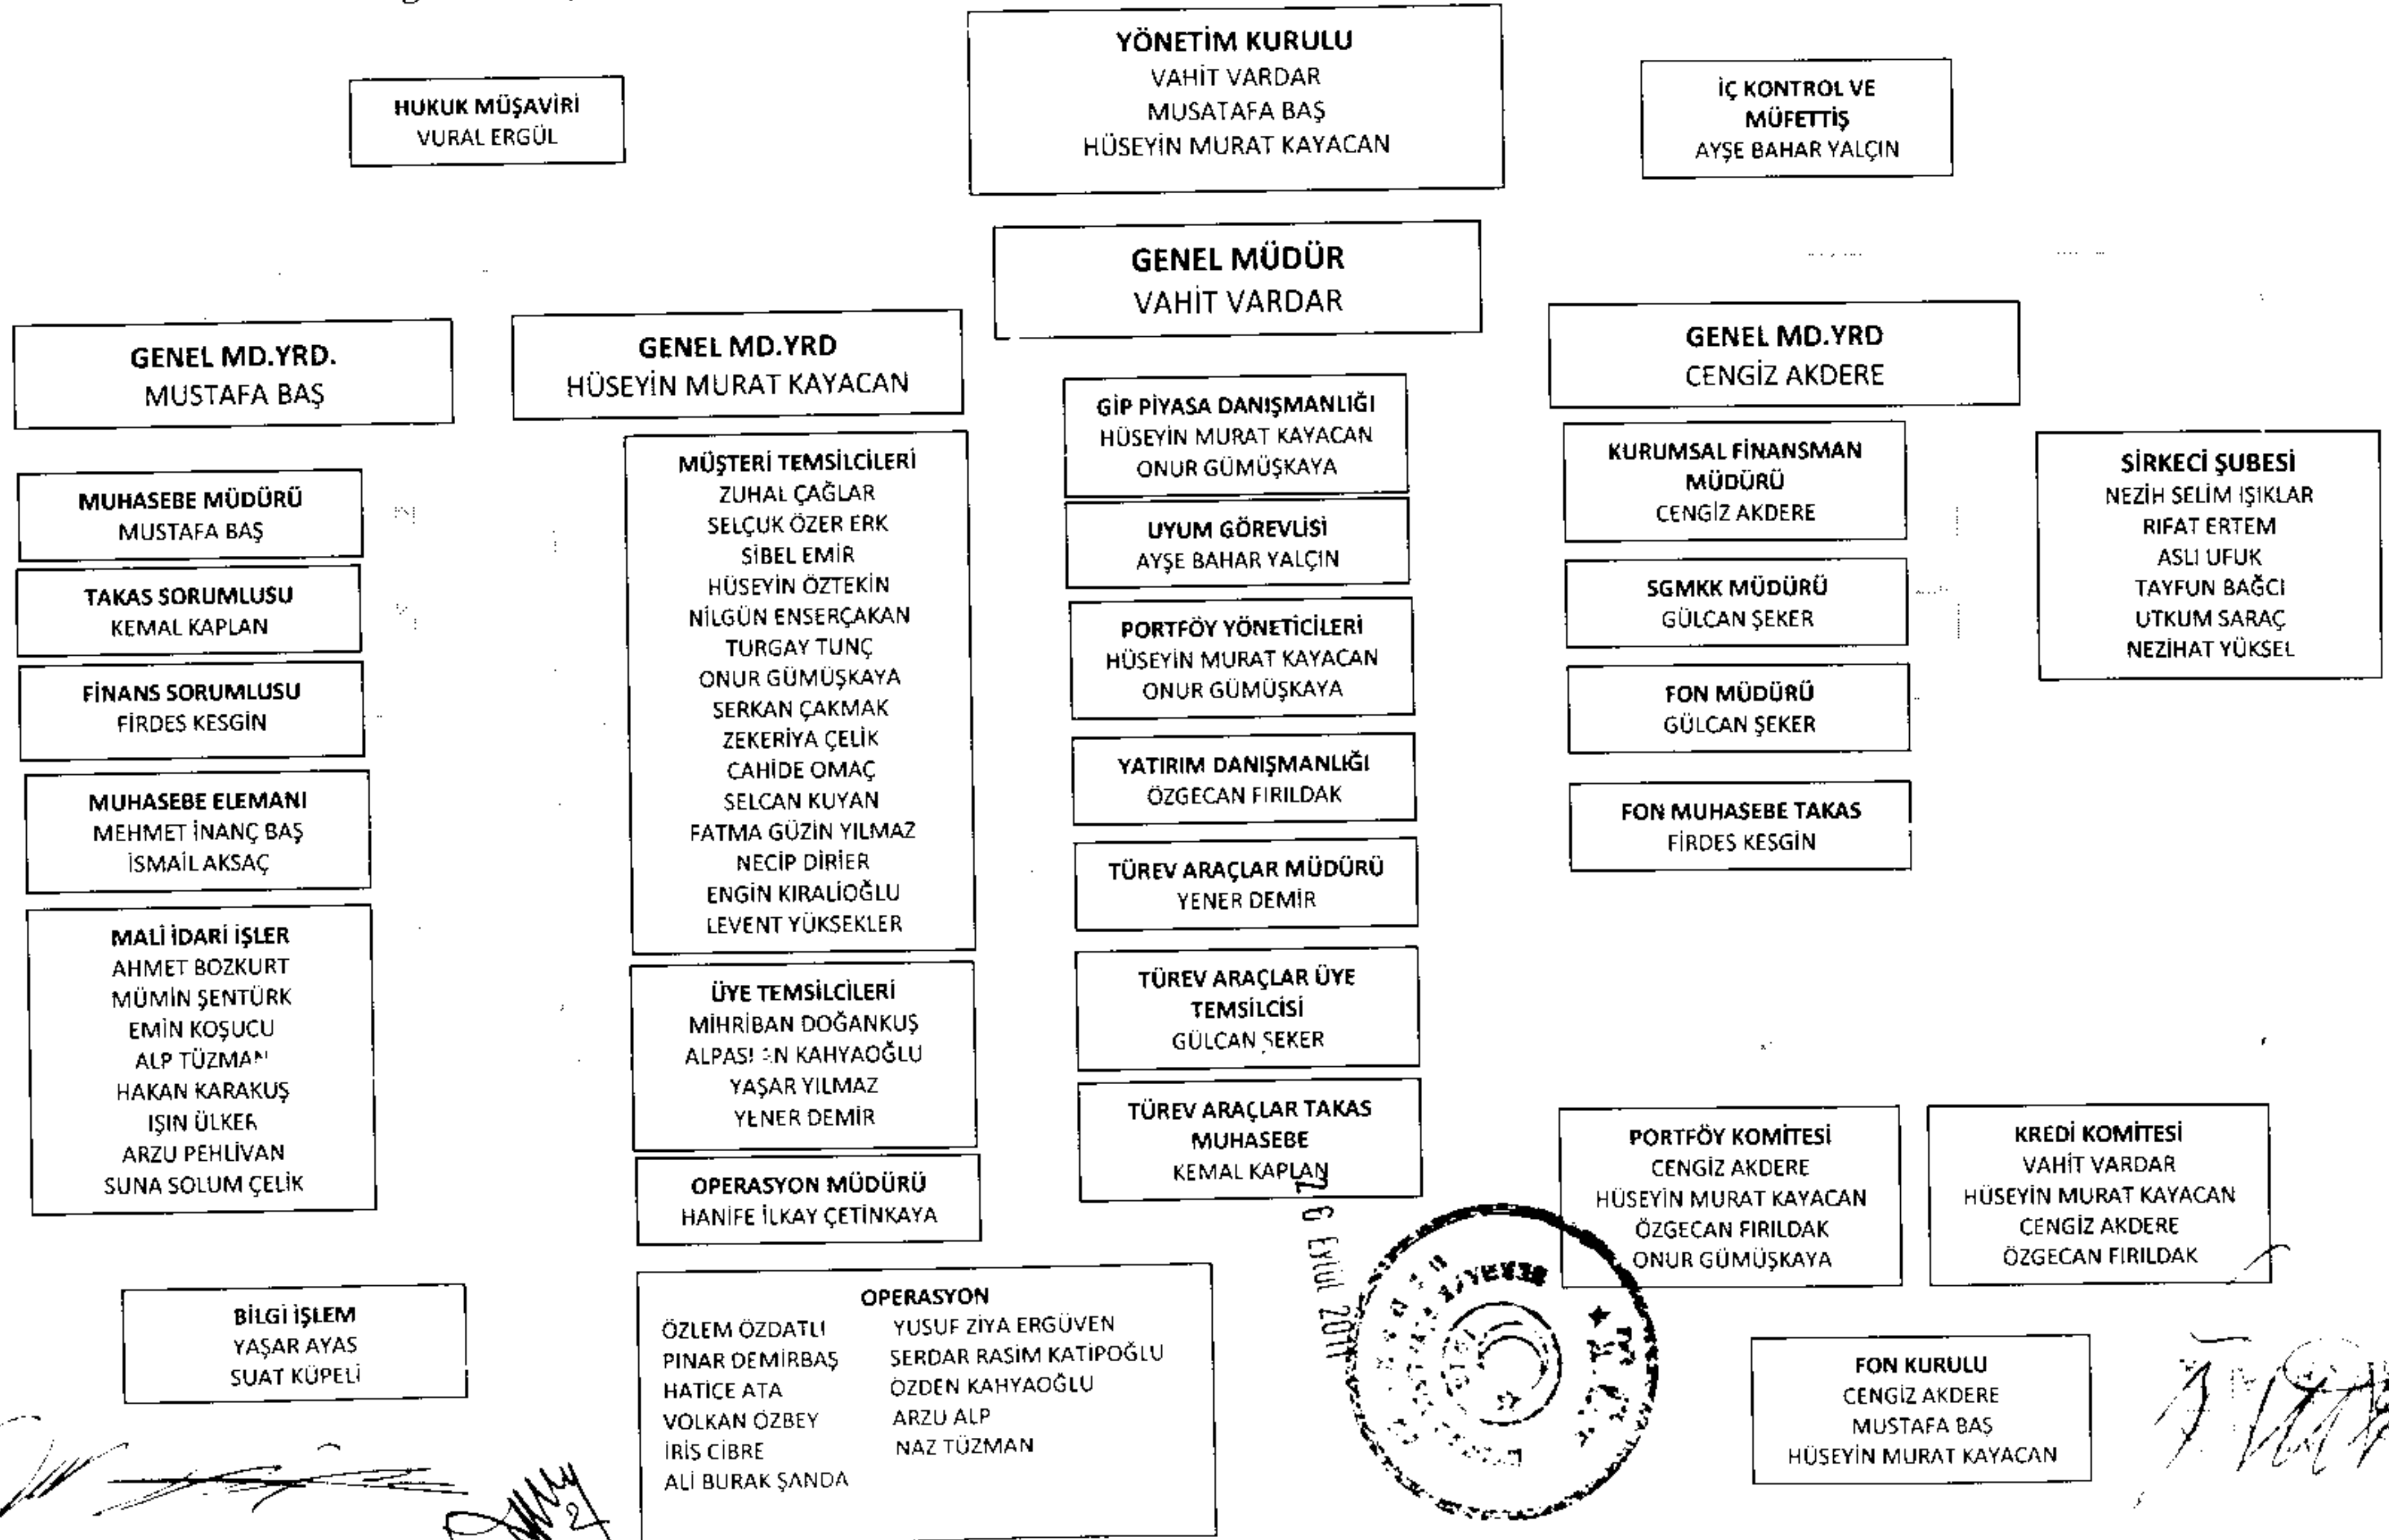 YÖNETİM KURULU
VAHİT VARDAR
MUSATAFA BAŞ
HÜSEYİN MURAT KAYACAN
HUKUK MÜŞAVİRİ
VURAL ERGÜL
İÇ KONTROL VE
MÜFETTİŞ
AYŞE BAHAR YALÇIN
GENEL MÜDÜR
VAHİT VARDAR
GENEL MD.YRD.
MUSTAFA BAŞ
GENEL MD.YRD
HÜSEYİN MURAT KAYACAN
GENEL MD.YRD
CENGİZ AKDERE
MUHASEBE MÜDÜRÜ
MUSTAFA BAŞ
TAKAS SORUMLUSU
KEMAL KAPLAN
FİNANS SORUMLUSU
FİRDES KESGİN
MUHASEBE ELEMANI
MEHMET İNANÇ BAŞ
İSMAİL AKSAÇ
MALİ İDARİ İŞLER
AHMET BOZKURT
MÜMİN ŞENTÜRK
EMİN KOŞUCU
ALP TÜZMAN
HAKAN KARAKUŞ
IŞIN ÜLKER
ARZU PEHLİVAN
SUNA SOLUM ÇELİK
BİLGİ İŞLEM
YAŞAR AYAS
SUAT KÜPELİ
MÜŞTERİ TEMSİLCİLERİ
ZUHAL ÇAĞLAR
SELÇUK ÖZER ERK
SİBEL EMİR
HÜSEYİN ÖZTEKİN
NİLGÜN ENSERÇAKAN
TURGAY TUNÇ
ONUR GÜMÜŞKAYA
SERKAN ÇAKMAK
ZEKERİYA ÇELİK
CAHİDE OMAÇ
SELCAN KUYAN
FATMA GÜZİN YILMAZ
NECİP DİRİER
ENGİN KIRALİOĞLU
LEVENT YÜKSEKLER
ÜYE TEMSİLCİLERİ
MİHRİBAN DOĞANKUŞ
ALPASLAN KAHYAOĞLU
YAŞAR YILMAZ
YENER DEMİR
OPERASYON MÜDÜRÜ
HANİFE İLKAY ÇETİNKAYA
OPERASYON
ÖZLEM ÖZDATLI YUSUF ZİYA ERGÜVEN
PINAR DEMİRBAŞ SERDAR RASİM KATİPOĞLU
HATİCE ATA ÖZDEN KAHYAOĞLU
VOLKAN ÖZBEY ARZU ALP
İRİS CİBRE NAZ TÜZMAN
ALİ BURAK ŞANDA
GİP PİYASA DANIŞMANLIĞI
HÜSEYİN MURAT KAYACAN
ONUR GÜMÜŞKAYA
UYUM GÖREVLİSİ
AYŞE BAHAR YALÇIN
PORTFÖY YÖNETİCİLERİ
HÜSEYİN MURAT KAYACAN
ONUR GÜMÜŞKAYA
YATIRIM DANIŞMANLIĞI
ÖZGECAN FIRILDAK
TÜREV ARAÇLAR MÜDÜRÜ
YENER DEMİR
TÜREV ARAÇLAR ÜYE
TEMSİLCİSİ
GÜLCAN ŞEKER
TÜREV ARAÇLAR TAKAS
MUHASEBE
KEMAL KAPLAN
KURUMSAL FİNANSMAN
MÜDÜRÜ
CENGİZ AKDERE
SGMKK MÜDÜRÜ
GÜLCAN ŞEKER
FON MÜDÜRÜ
GÜLCAN ŞEKER
FON MUHASEBE TAKAS
FİRDES KESGİN
SİRKECİ ŞUBESİ
NEZİH SELİM IŞIKLAR
RIFAT ERTEM
ASLI UFUK
TAYFUN BAĞCI
UTKUM SARAÇ
NEZİHAT YÜKSEL
PORTFÖY KOMİTESİ
CENGİZ AKDERE
HÜSEYİN MURAT KAYACAN
ÖZGECAN FIRILDAK
ONUR GÜMÜŞKAYA
KREDİ KOMİTESİ
VAHİT VARDAR
HÜSEYİN MURAT KAYACAN
CENGİZ AKDERE
ÖZGECAN FIRILDAK
FON KURULU
CENGİZ AKDERE
MUSTAFA BAŞ
HÜSEYİN MURAT KAYACAN
Eylül